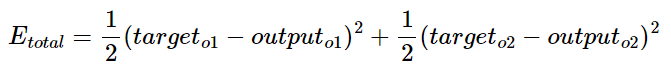 E_total = 1/2(target_o1 − output_o1)² + 1/2(target_o2 − output_o2)²